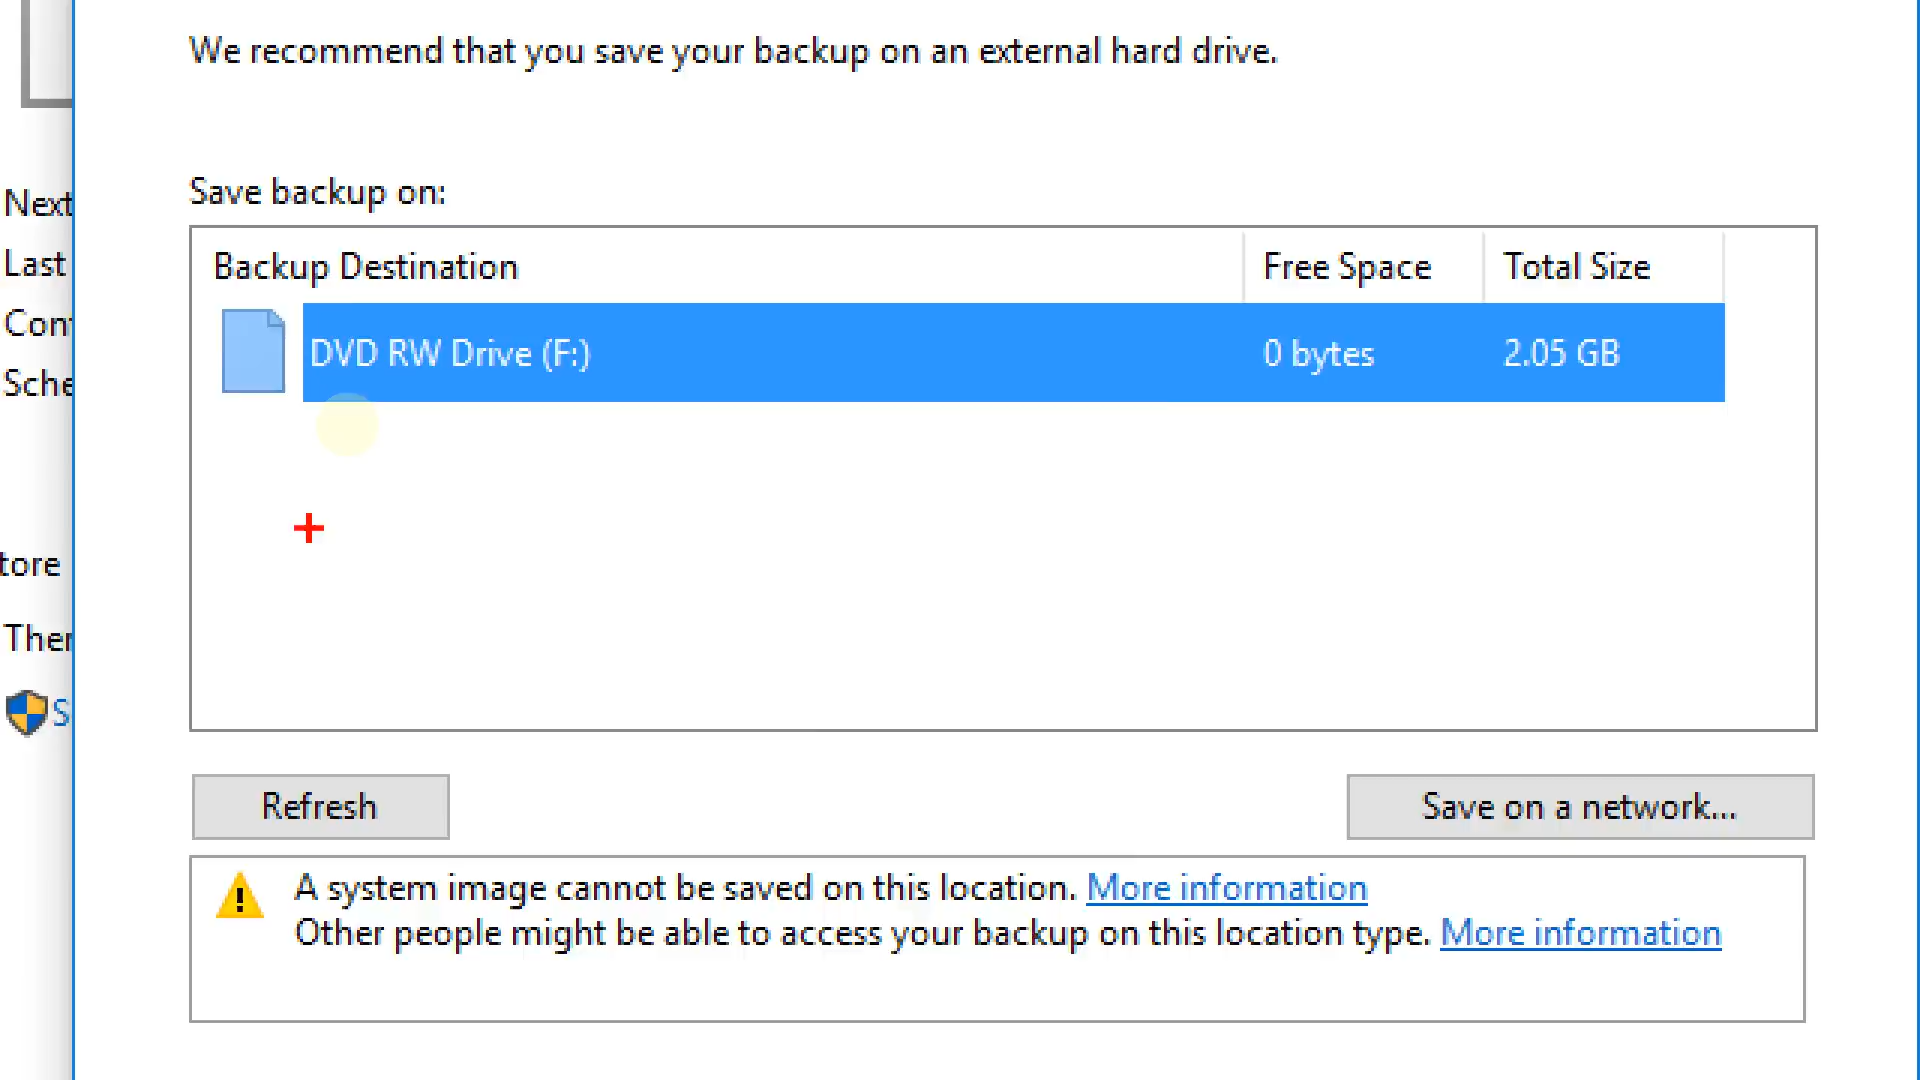 We recommend that you save your backup on an external hard drive.
Save backup on:
Next
Last
Backup Destination Free Space Total Size
DVD RW Drive (F:) 0 bytes 2.05 GB
Refresh Save on a network...
A system image cannot be saved on this location. More information
Other people might be able to access your backup on this location type. More information